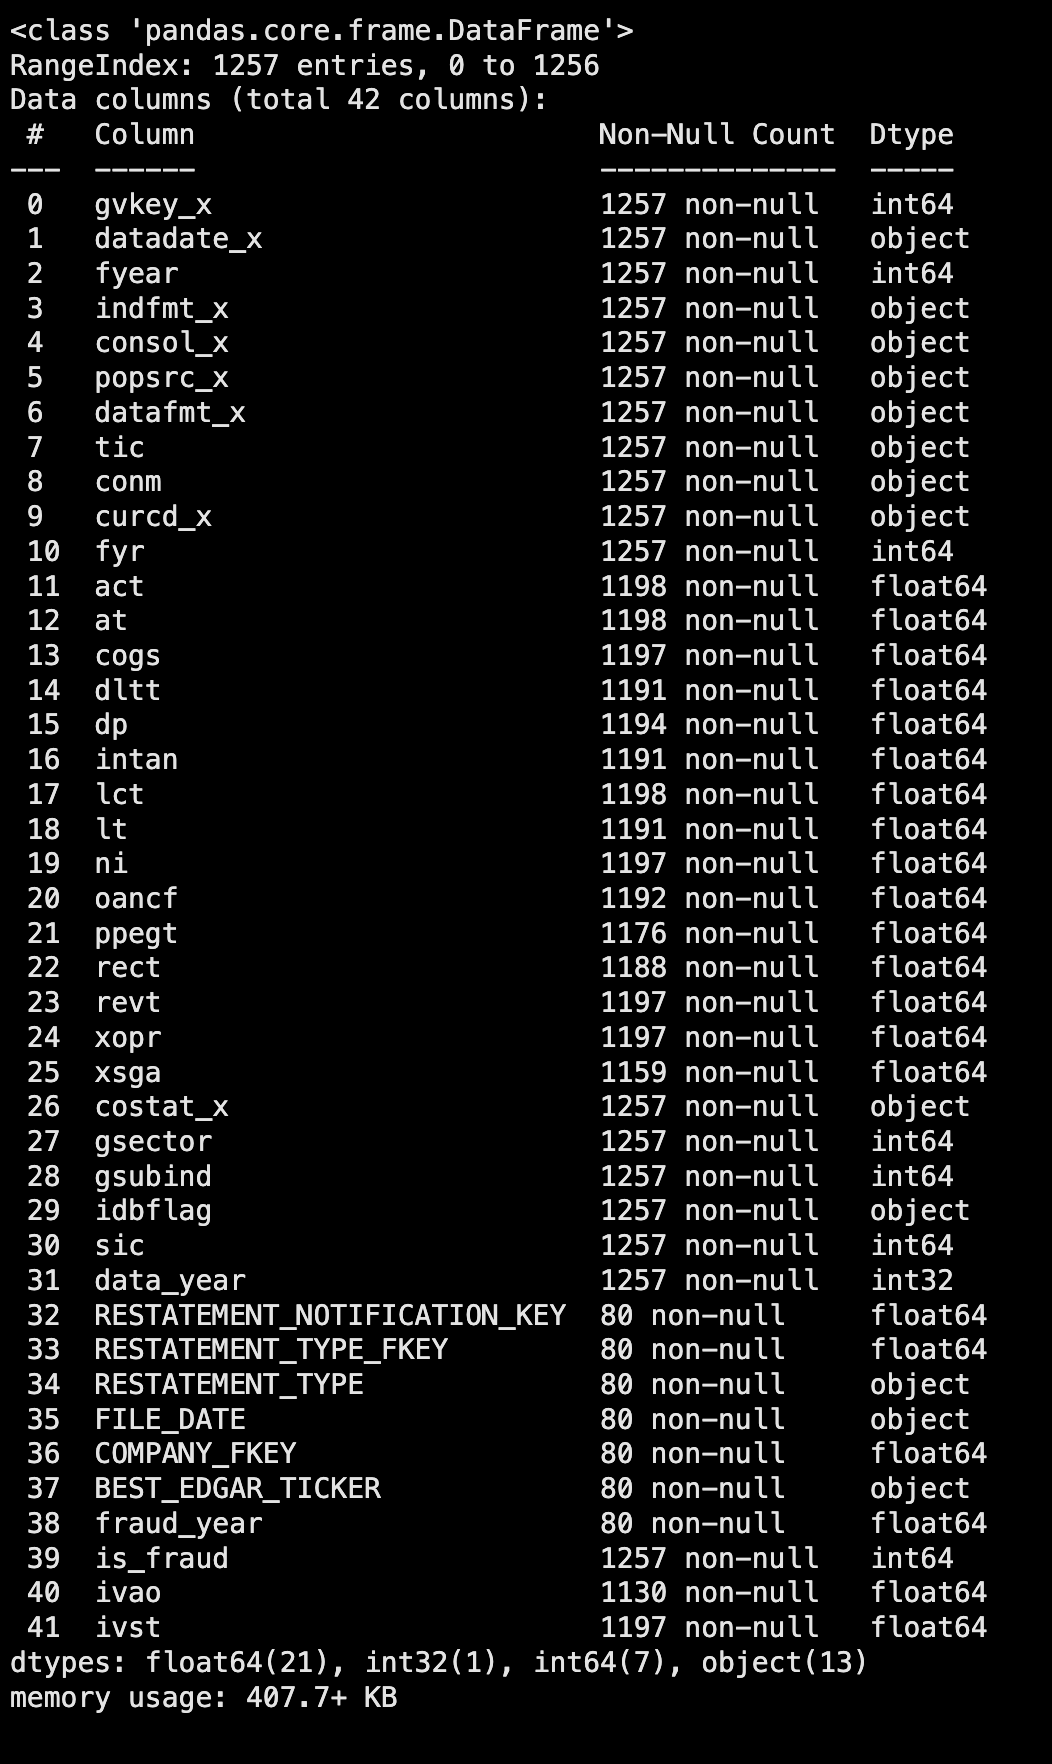 <class 'pandas.core.frame.DataFrame'>
RangeIndex: 1257 entries, 0 to 1256
Data columns (total 42 columns):
 #   Column                        Non-Null Count  Dtype
---  ------                        --------------  -----
 0   gvkey_x                       1257 non-null   int64
 1   datadate_x                    1257 non-null   object
 2   fyear                         1257 non-null   int64
 3   indfmt_x                      1257 non-null   object
 4   consol_x                      1257 non-null   object
 5   popsrc_x                      1257 non-null   object
 6   datafmt_x                     1257 non-null   object
 7   tic                           1257 non-null   object
 8   conm                          1257 non-null   object
 9   curcd_x                       1257 non-null   object
 10  fyr                           1257 non-null   int64
 11  act                           1198 non-null   float64
 12  at                            1198 non-null   float64
 13  cogs                          1197 non-null   float64
 14  dltt                          1191 non-null   float64
 15  dp                            1194 non-null   float64
 16  intan                         1191 non-null   float64
 17  lct                           1198 non-null   float64
 18  lt                            1191 non-null   float64
 19  ni                            1197 non-null   float64
 20  oancf                         1192 non-null   float64
 21  ppegt                         1176 non-null   float64
 22  rect                          1188 non-null   float64
 23  revt                          1197 non-null   float64
 24  xopr                          1197 non-null   float64
 25  xsga                          1159 non-null   float64
 26  costat_x                      1257 non-null   object
 27  gsector                       1257 non-null   int64
 28  gsubind                       1257 non-null   int64
 29  idbflag                       1257 non-null   object
 30  sic                           1257 non-null   int64
 31  data_year                     1257 non-null   int32
 32  RESTATEMENT_NOTIFICATION_KEY  80 non-null     float64
 33  RESTATEMENT_TYPE_FKEY         80 non-null     float64
 34  RESTATEMENT_TYPE              80 non-null     object
 35  FILE_DATE                     80 non-null     object
 36  COMPANY_FKEY                  80 non-null     float64
 37  BEST_EDGAR_TICKER             80 non-null     object
 38  fraud_year                    80 non-null     float64
 39  is_fraud                      1257 non-null   int64
 40  ivao                          1130 non-null   float64
 41  ivst                          1197 non-null   float64
dtypes: float64(21), int32(1), int64(7), object(13)
memory usage: 407.7+ KB